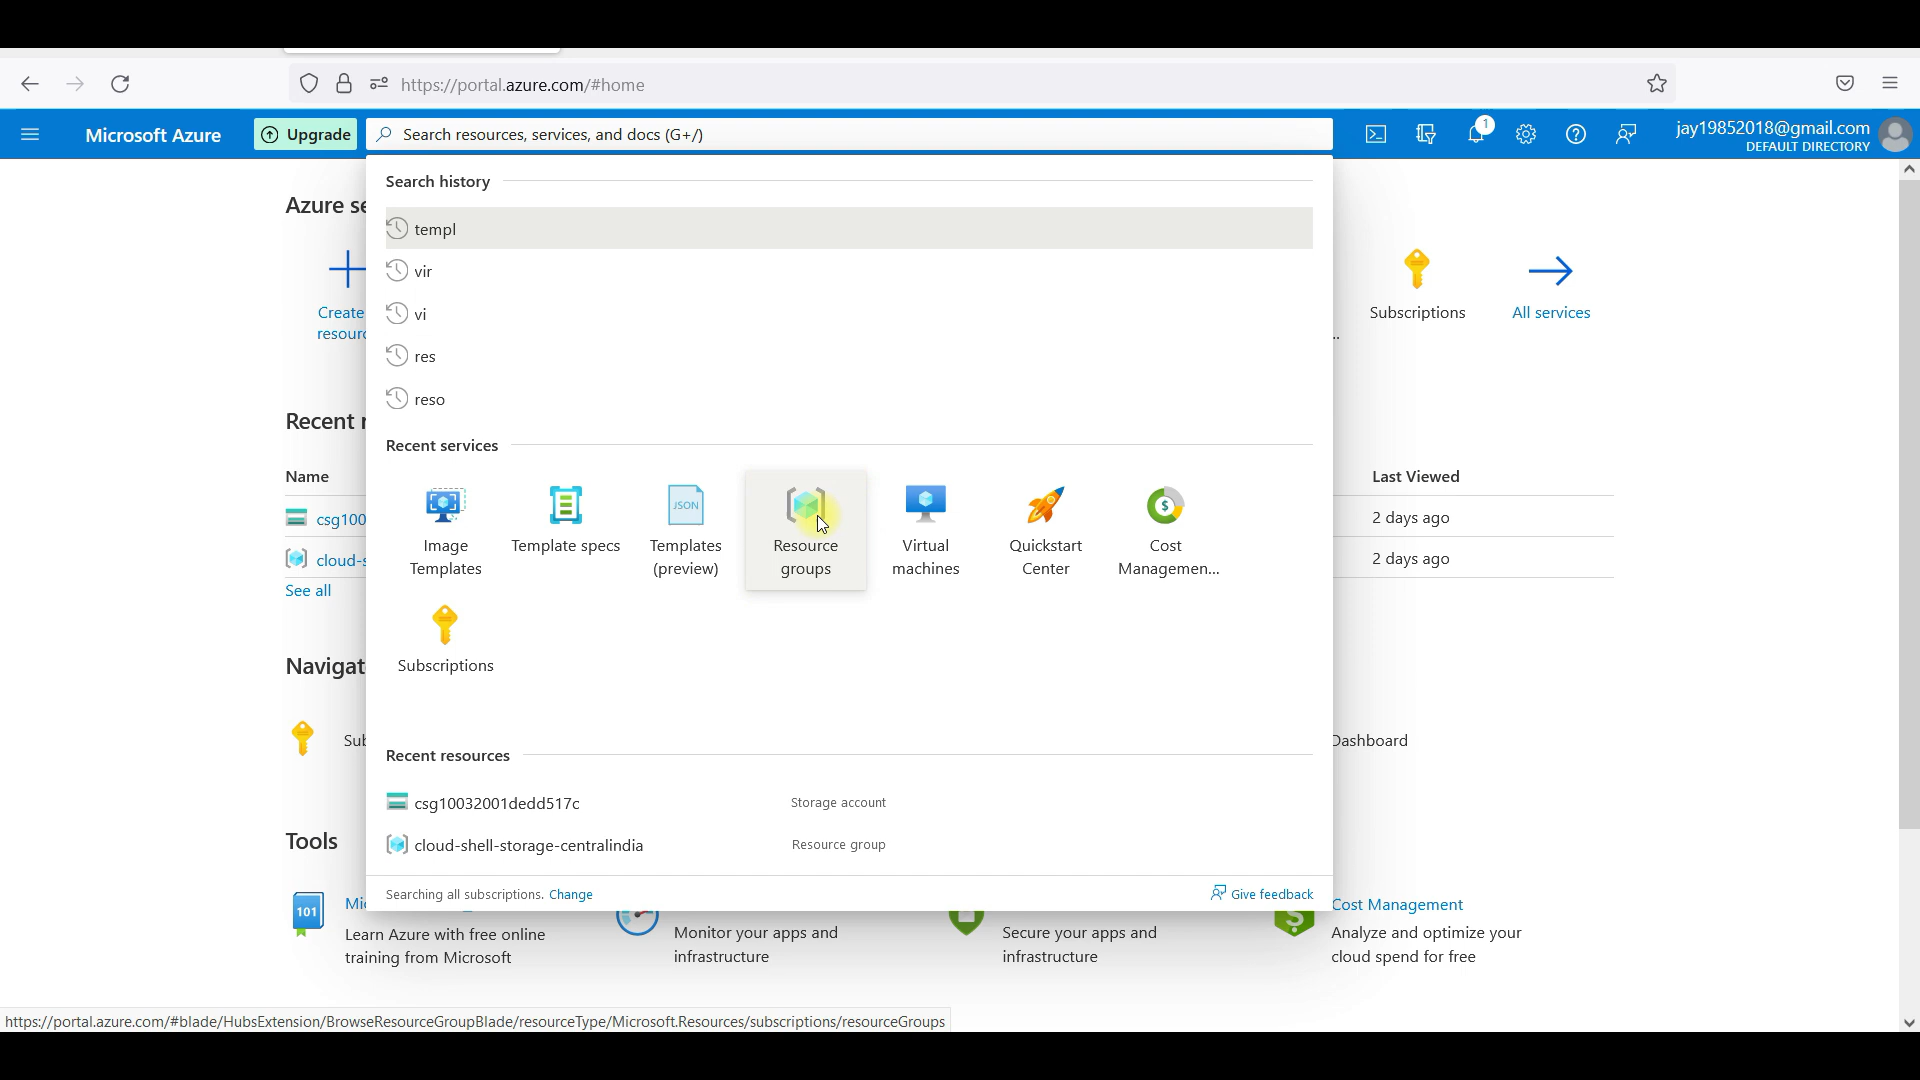 https://portal.azure.com/#home
Microsoft Azure
Upgrade
Search resources, services, and docs (G+/)
1
jay19852018@gmail.com
DEFAULT DIRECTORY
Search history
Azure se
templ
vir
vi
res
reso
Create
resourc
Subscriptions
All services
..
Recent r
Recent services
Name
Last Viewed
csg100
2 days ago
cloud-s
2 days ago
See all
JSON
Image
Templates
Template specs
Templates
(preview)
Resource
groups
Virtual
machines
Quickstart
Center
Cost
Managemen...
Subscriptions
Navigat
Sub
Dashboard
Recent resources
csg10032001dedd517c
Storage account
cloud-shell-storage-centralindia
Resource group
Searching all subscriptions. Change
Give feedback
Tools
101
Mic
Learn Azure with free online
training from Microsoft
Monitor your apps and
infrastructure
Secure your apps and
infrastructure
Cost Management
Analyze and optimize your
cloud spend for free
https://portal.azure.com/#blade/HubsExtension/BrowseResourceGroupBlade/resourceType/Microsoft.Resources/subscriptions/resourceGroups